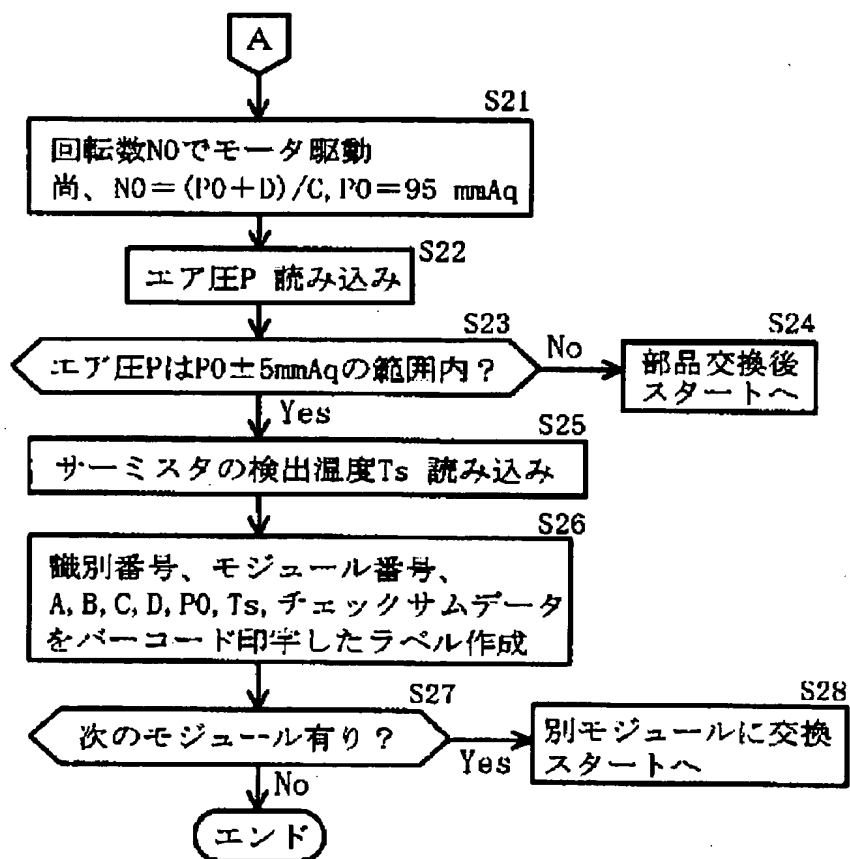 A
S21
回転数N0でモータ駆動
尚、N0=(P0+D)/C,P0=95 mmAq
S22
エア圧P 読み込み
S23
エア圧PはP0±5mmAqの範囲内?
No
S24
部品交換後
スタートへ
Yes
S25
サーミスタの検出温度Ts 読み込み
S26
識別番号、モジュール番号、
A,B,C,D,P0,Ts,チェックサムデータ
をバーコード印字したラベル作成
S27
次のモジュール有り?
Yes
S28
別モジュールに交換
スタートへ
No
エンド